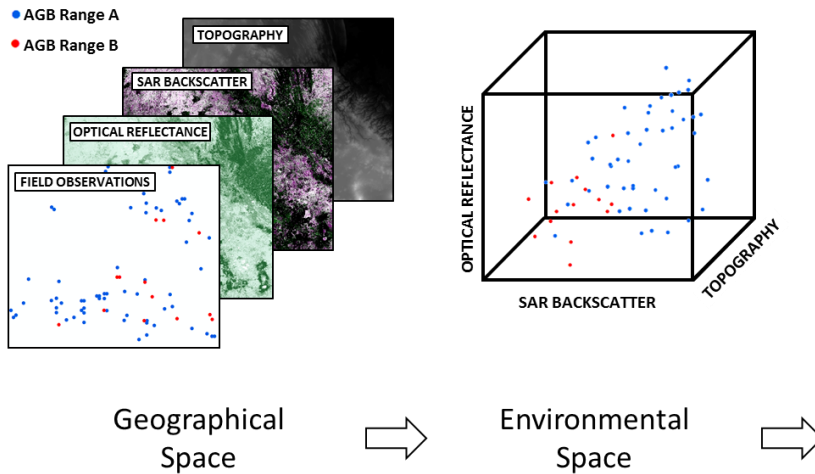 AGB Range A
AGB Range B
TOPOGRAPHY
SAR BACKSCATTER
OPTICAL REFLECTANCE
FIELD OBSERVATIONS
OPTICAL REFLECTANCE
SAR BACKSCATTER
TOPOGRAPHY
Geographical
Space
Environmental
Space